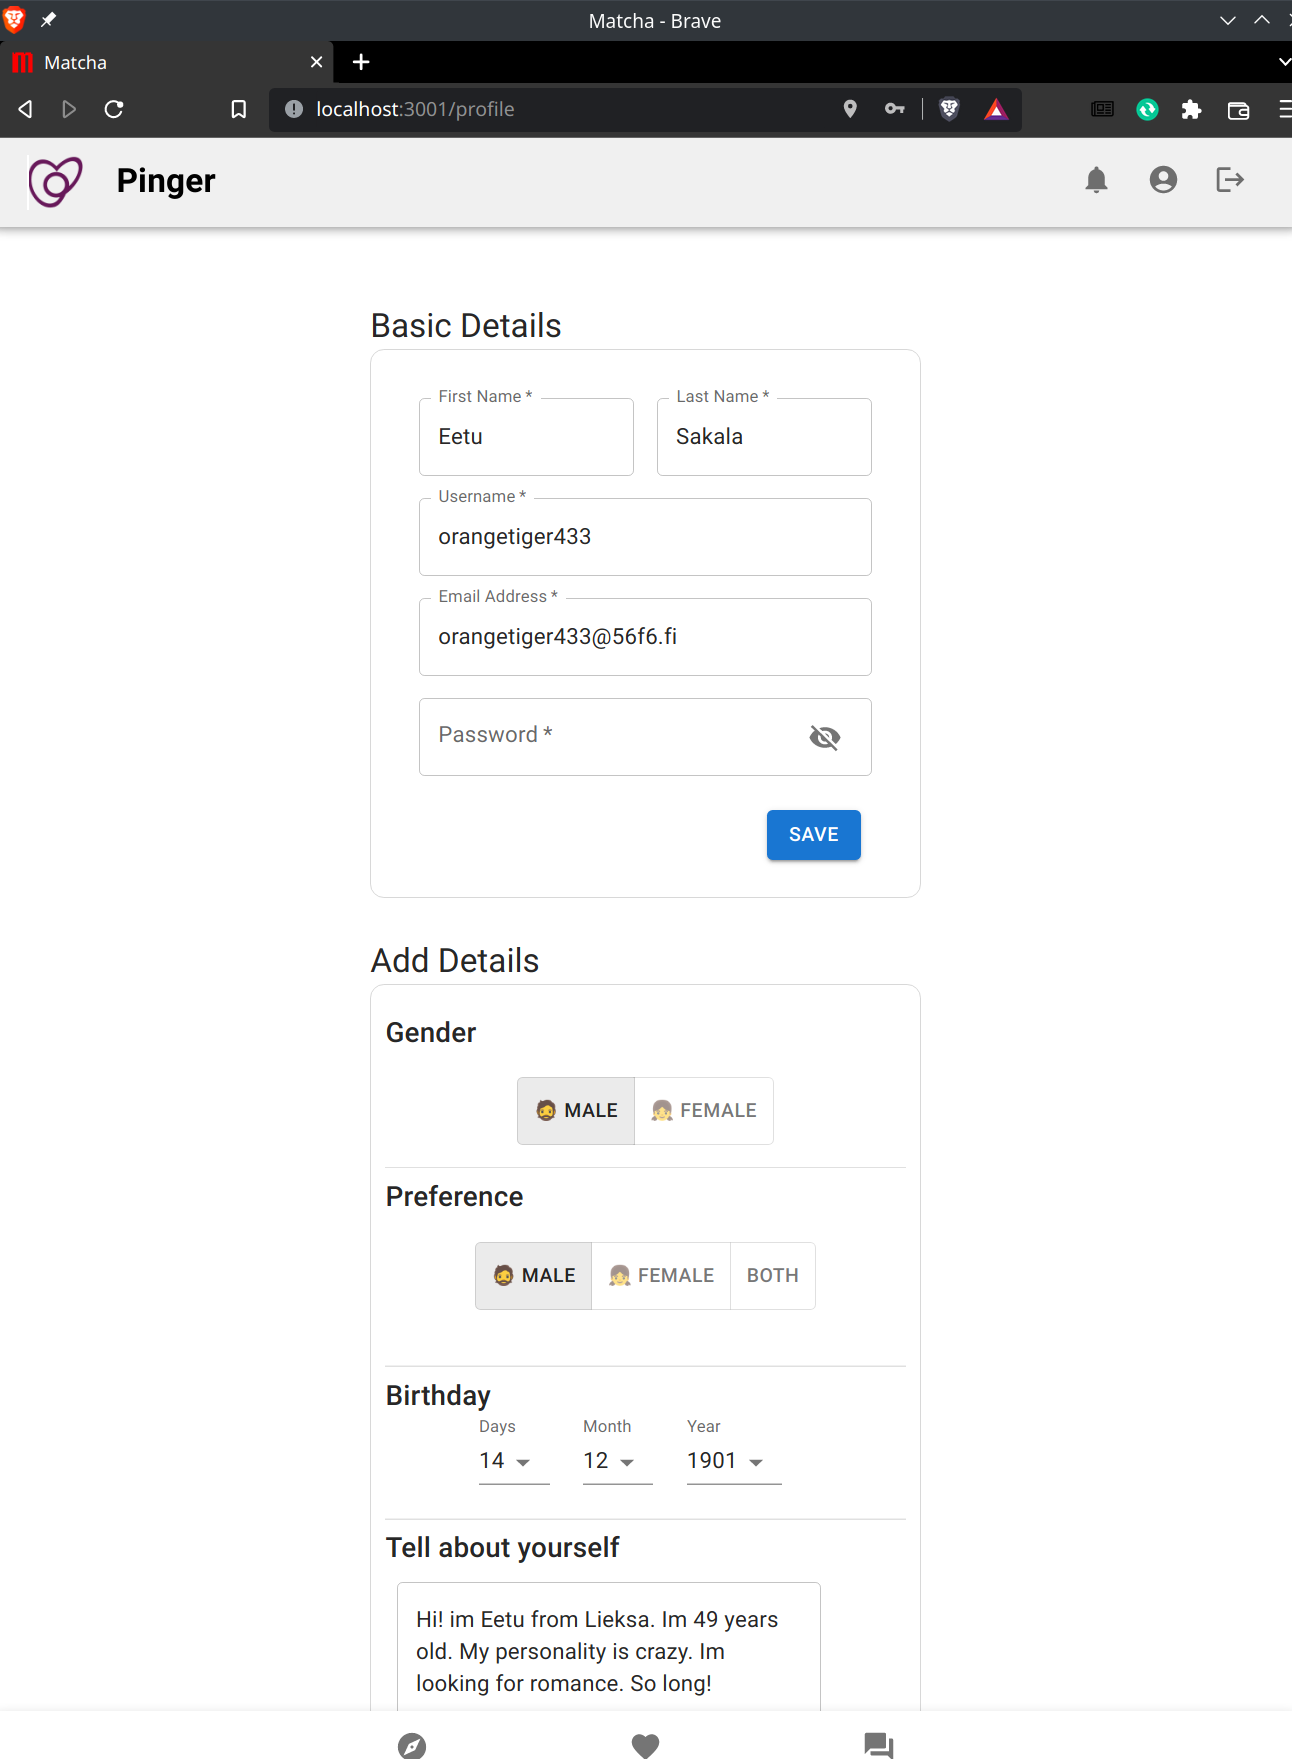 Matcha - Brave
Matcha
localhost:3001/profile
Pinger
Basic Details
First Name *
Last Name *
Eetu
Sakala
Username *
orangetiger433
Email Address *
orangetiger433@56f6.fi
Password *
SAVE
Add Details
Gender
MALE
FEMALE
Preference
MALE
FEMALE
BOTH
Birthday
Days
Month
Year
14
12
1901
Tell about yourself
Hi! im Eetu from Lieksa. Im 49 years
old. My personality is crazy. Im
looking for romance. So long!